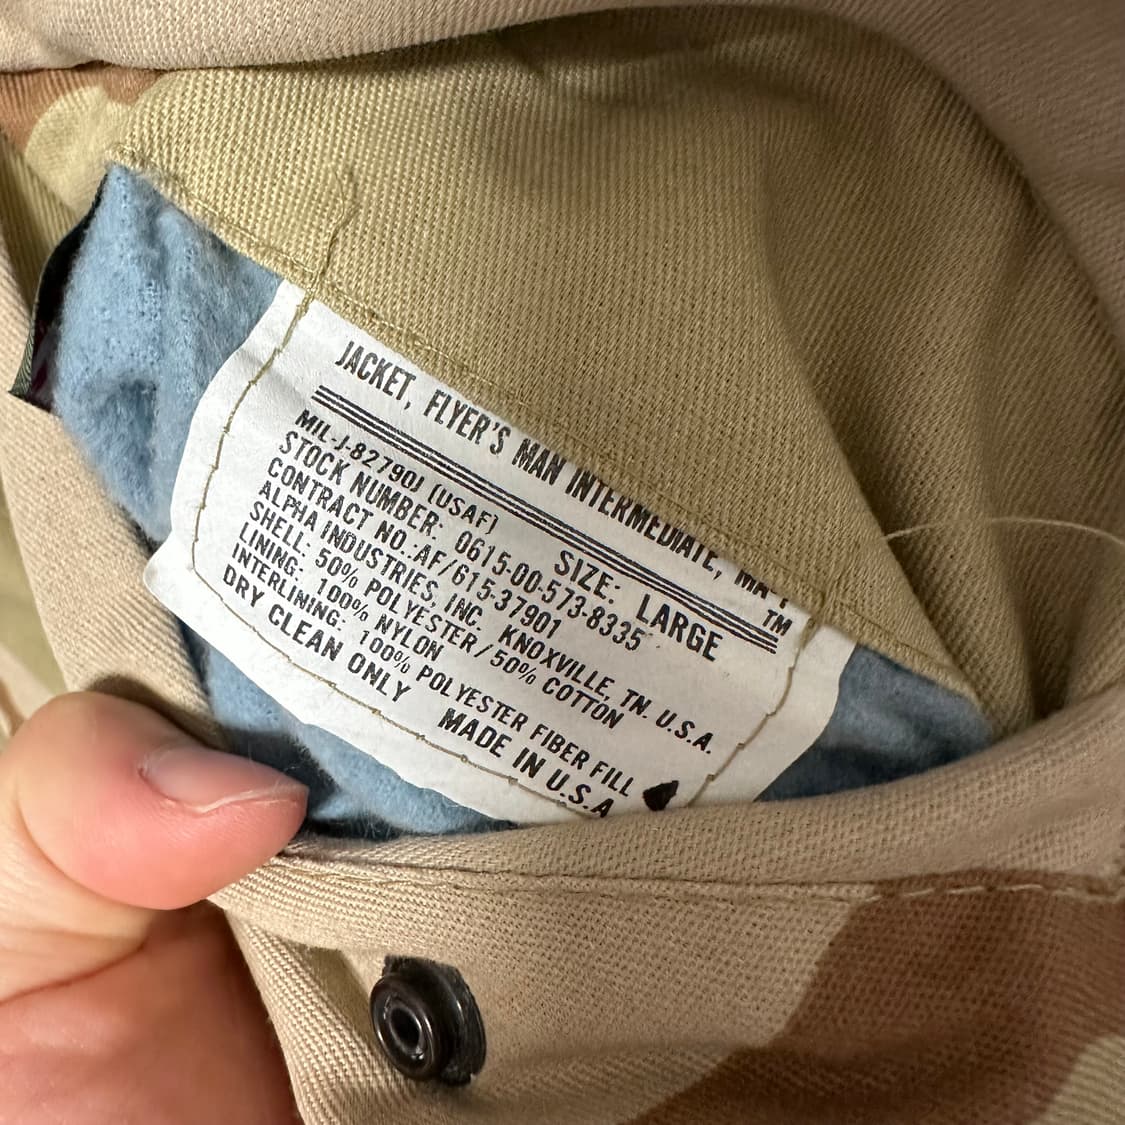 JACKET, FLYER'S MAN INTERMEDIATE, MA-1
TM
MIL-J-82790J (USAF) SIZE: LARGE
STOCK NUMBER: 0615-00-573-8335
CONTRACT NO.:AF/615-37901
ALPHA INDUSTRIES, INC KNOXVILLE, TN. U.S.A.
SHELL: 50% POLYESTER/50% COTTON
LINING: 100% NYLON
INTERLINING: 100% POLYESTER FIBER FILL
DRY CLEAN ONLY MADE IN U.S.A